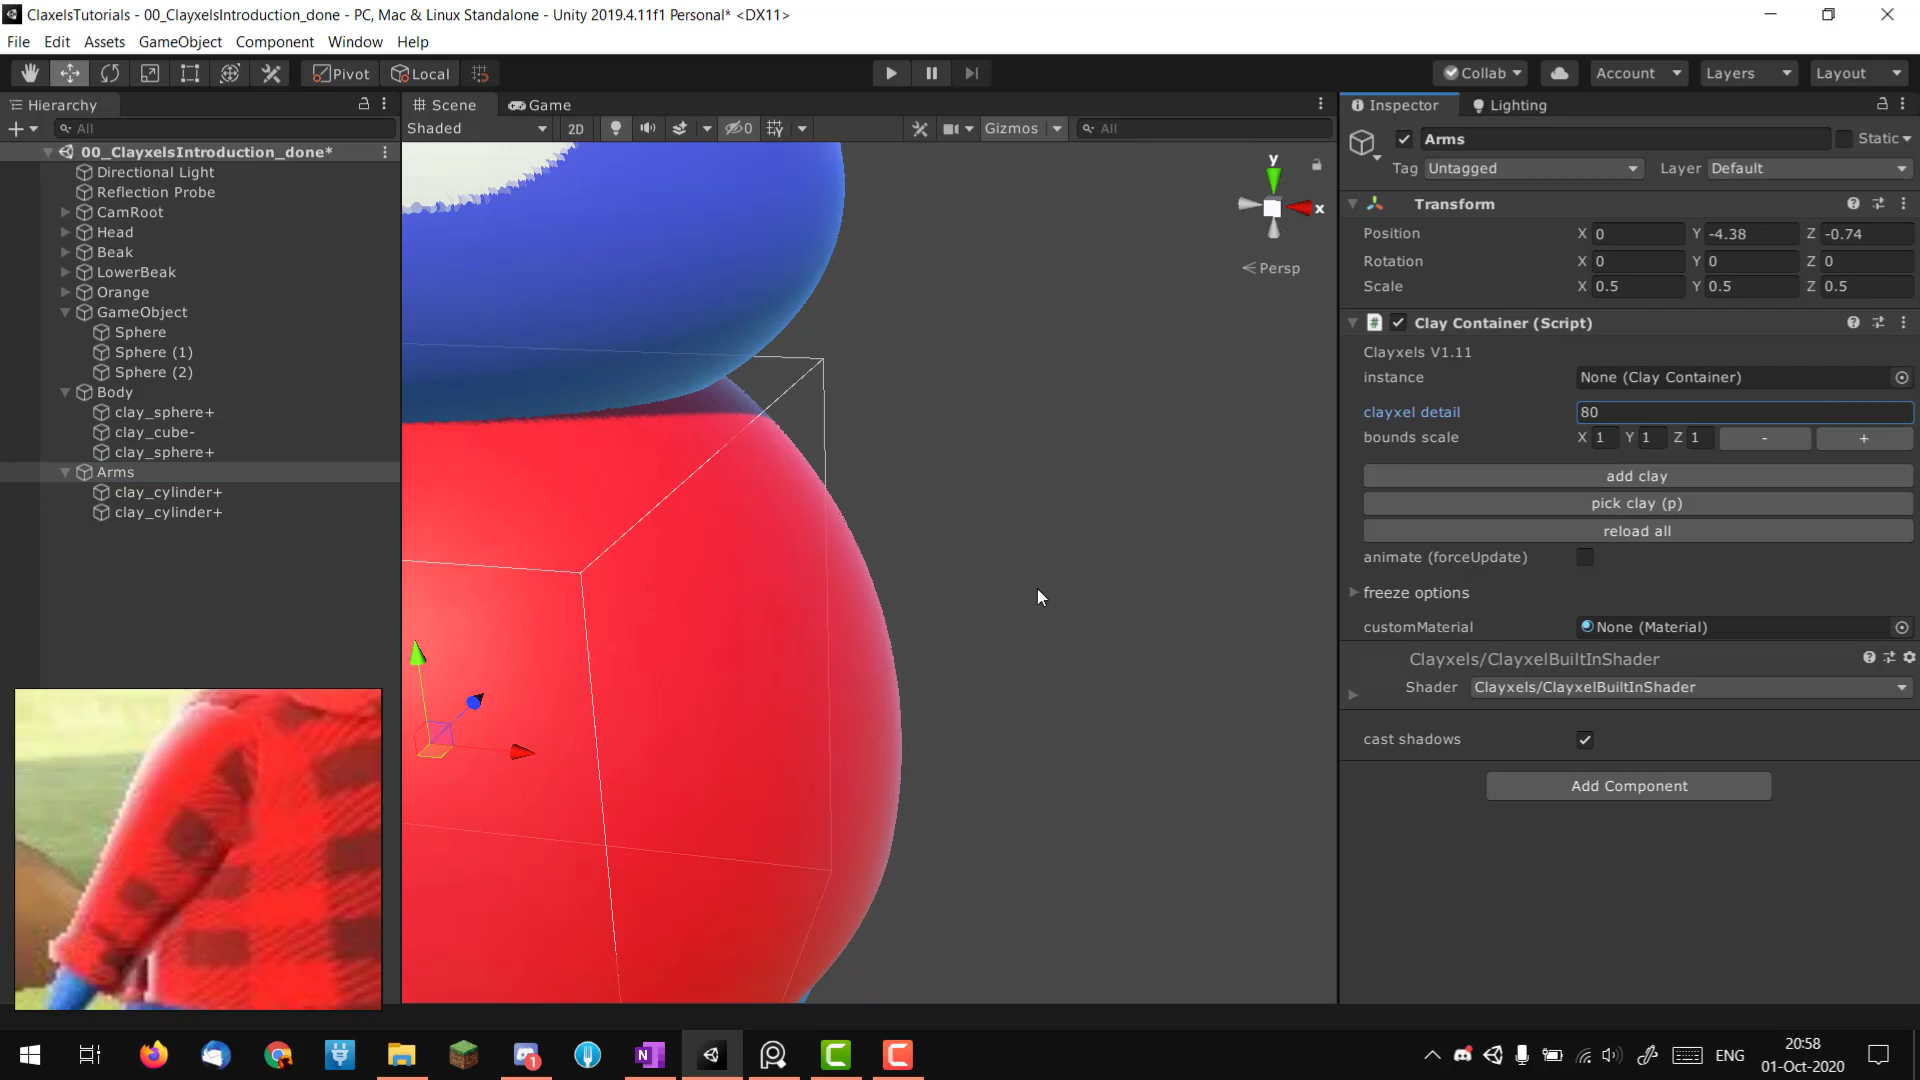 ClaxelsTutorials - 00_ClayxelsIntroduction_done - PC, Mac & Linux Standalone - Unity 2019.4.11f1 Personal* <DX11>
File Edit Assets GameObject Component Window Help
Pivot Local Collab Account Layers Layout
Hierarchy
All
00_ClayxelsIntroduction_done*
Directional Light
Reflection Probe
CamRoot
Head
Beak
LowerBeak
Orange
GameObject
Sphere
Sphere (1)
Sphere (2)
Body
clay_sphere+
clay_cube-
clay_sphere+
Arms
clay_cylinder+
clay_cylinder+
Scene Game
Shaded 2D 0 Gizmos All
y
x
Persp
Inspector Lighting
Arms Static
Tag Untagged Layer Default
Transform
Position X 0 Y -4.38 Z -0.74
Rotation X 0 Y 0 Z 0
Scale X 0.5 Y 0.5 Z 0.5
# Clay Container (Script)
Clayxels V1.11
instance None (Clay Container)
clayxel detail 80
bounds scale X 1 Y 1 Z 1 - +
add clay
pick clay (p)
reload all
animate (forceUpdate)
freeze options
customMaterial None (Material)
Clayxels/ClayxelBuiltInShader
Shader Clayxels/ClayxelBuiltInShader
cast shadows
Add Component
1 N ENG 20:58
01-Oct-2020